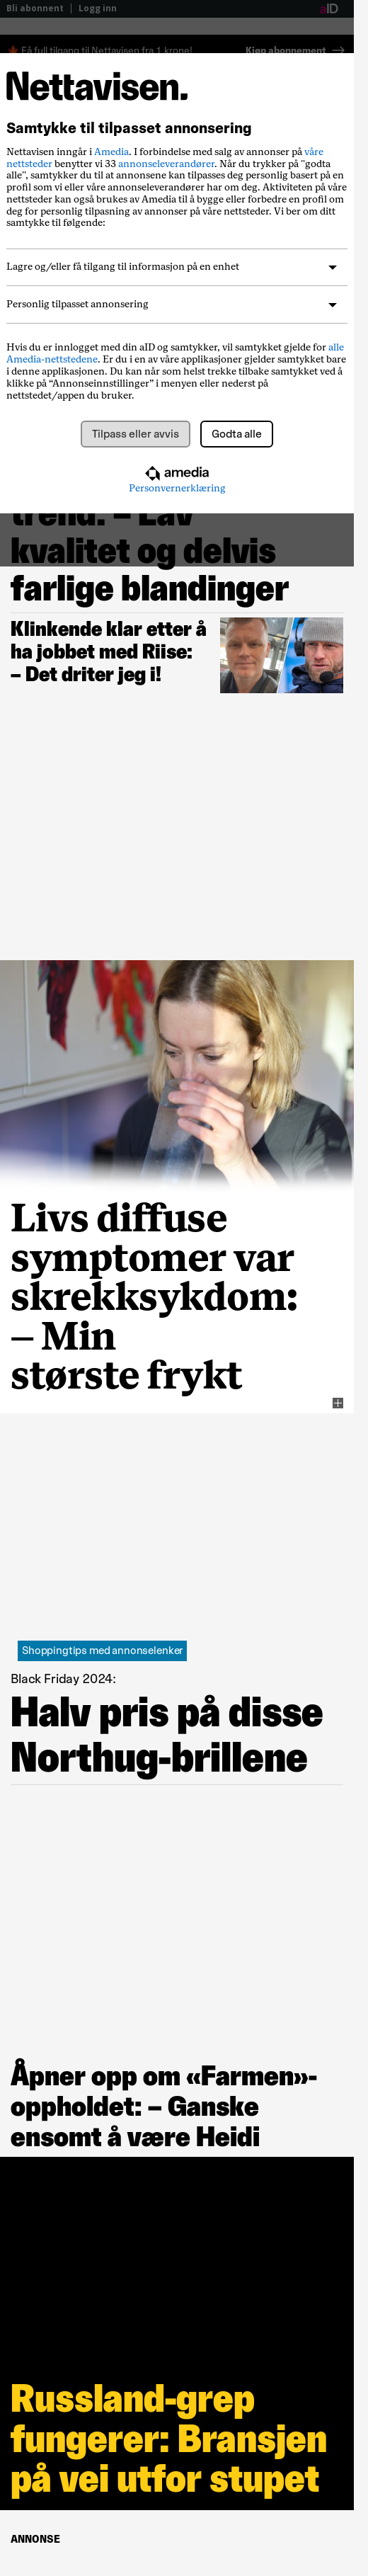 Bli abonnent | Logg inn aID
Få full tilgang til Nettavisen fra 1 krone! Kjøp abonnement →
Nettavisen.
Samtykke til tilpasset annonsering
Nettavisen inngår i Amedia. I forbindelse med salg av annonser på våre
nettsteder benytter vi 33 annonseleverandører. Når du trykker på "godta
alle", samtykker du til at annonsene kan tilpasses deg personlig basert på en
profil som vi eller våre annonseleverandører har om deg. Aktiviteten på våre
nettsteder kan også brukes av Amedia til å bygge eller forbedre en profil om
deg for personlig tilpasning av annonser på våre nettsteder. Vi ber om ditt
samtykke til følgende:
Lagre og/eller få tilgang til informasjon på en enhet
Personlig tilpasset annonsering
Hvis du er innlogget med din aID og samtykker, vil samtykket gjelde for alle
Amedia-nettstedene. Er du i en av våre applikasjoner gjelder samtykket bare
i denne applikasjonen. Du kan når som helst trekke tilbake samtykket ved å
klikke på “Annonseinnstillinger” i menyen eller nederst på
nettstedet/appen du bruker.
Tilpass eller avvis Godta alle
amedia
Personvernerklæring
trend: – Lav
kvalitet og delvis
farlige blandinger
Klinkende klar etter å
ha jobbet med Riise:
– Det driter jeg i!
Livs diffuse
symptomer var
skrekksykdom:
– Min
største frykt
Shoppingtips med annonselenker
Black Friday 2024:
Halv pris på disse
Northug-brillene
Åpner opp om «Farmen»-
oppholdet: – Ganske
ensomt å være Heidi
Russland-grep
fungerer: Bransjen
på vei utfor stupet
ANNONSE